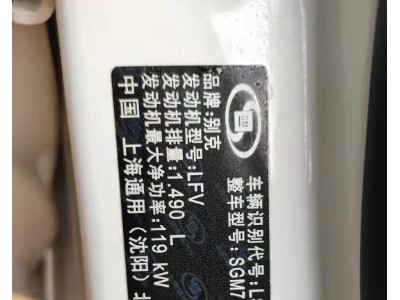 GM
品牌:别克
车辆识别代号:LS
发动机型号:LFV
整车型号:SGM7
发动机排量:1.490 L
发动机最大净功率:119 kW
中国 上海通用(沈阳)